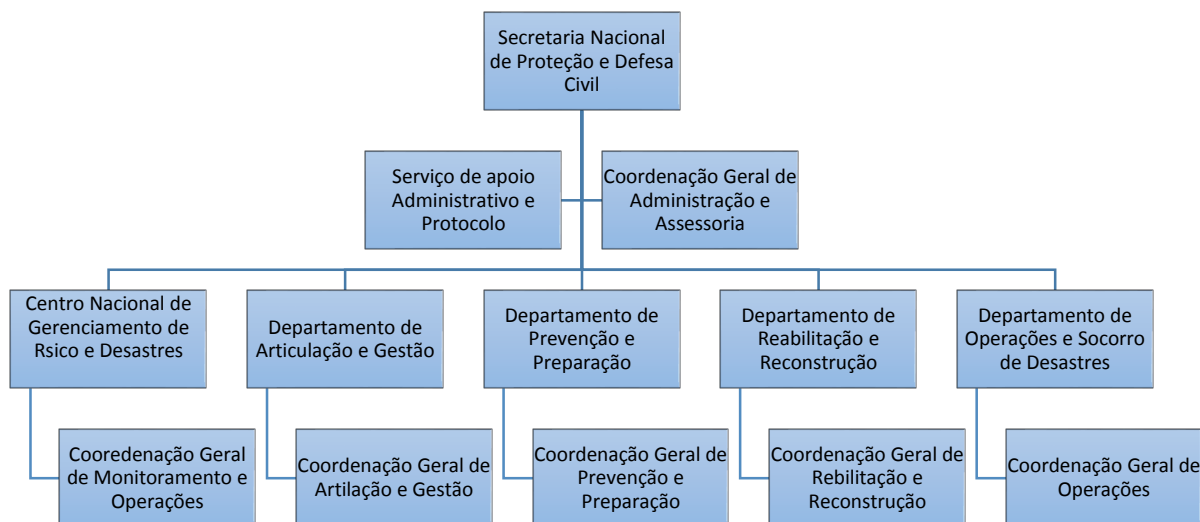 Secretaria Nacional
de Proteção e Defesa
Civil
Serviço de apoio
Administrativo e
Protocolo
Coordenação Geral de
Administração e
Assessoria
Centro Nacional de
Gerenciamento de
Rsico e Desastres
Departamento de
Articulação e Gestão
Departamento de
Prevenção e
Preparação
Departamento de
Reabilitação e
Reconstrução
Departamento de
Operações e Socorro
de Desastres
Cooredenação Geral
de Monitoramento e
Operações
Coordenação Geral de
Artilação e Gestão
Coordenação Geral de
Prevenção e
Preparação
Coordenação Geral de
Rebilitação e
Reconstrução
Coordenação Geral de
Operações